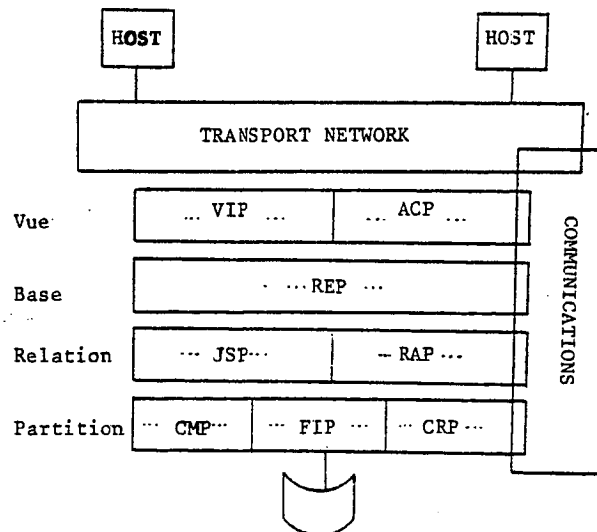 HOST HOST
TRANSPORT NETWORK
Vue ... VIP ... ... ACP ...
Base ... REP ...
Relation ... JSP... — RAP ...
Partition ... CMP... ... FIP ... ... CRP ...
COMMUNICATIONS